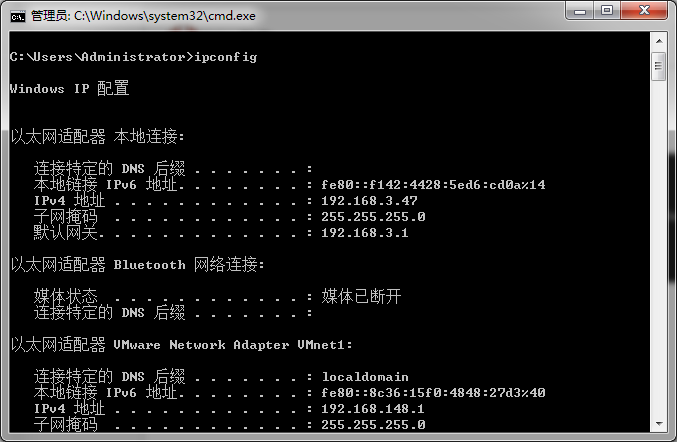 管理员: C:\Windows\system32\cmd.exe
C:\Users\Administrator>ipconfig
Windows IP 配置
以太网适配器 本地连接:
连接特定的 DNS 后缀 . . . . . . . :
本地链接 IPv6 地址. . . . . . . . : fe80::f142:4428:5ed6:cd0a%14
IPv4 地址 . . . . . . . . . . . . : 192.168.3.47
子网掩码 . . . . . . . . . . . . : 255.255.255.0
默认网关. . . . . . . . . . . . . : 192.168.3.1
以太网适配器 Bluetooth 网络连接:
媒体状态 . . . . . . . . . . . . : 媒体已断开
连接特定的 DNS 后缀 . . . . . . . :
以太网适配器 VMware Network Adapter VMnet1:
连接特定的 DNS 后缀 . . . . . . . : localdomain
本地链接 IPv6 地址. . . . . . . . : fe80::8c36:15f0:4848:27d3%40
IPv4 地址 . . . . . . . . . . . . : 192.168.148.1
子网掩码 . . . . . . . . . . . . : 255.255.255.0